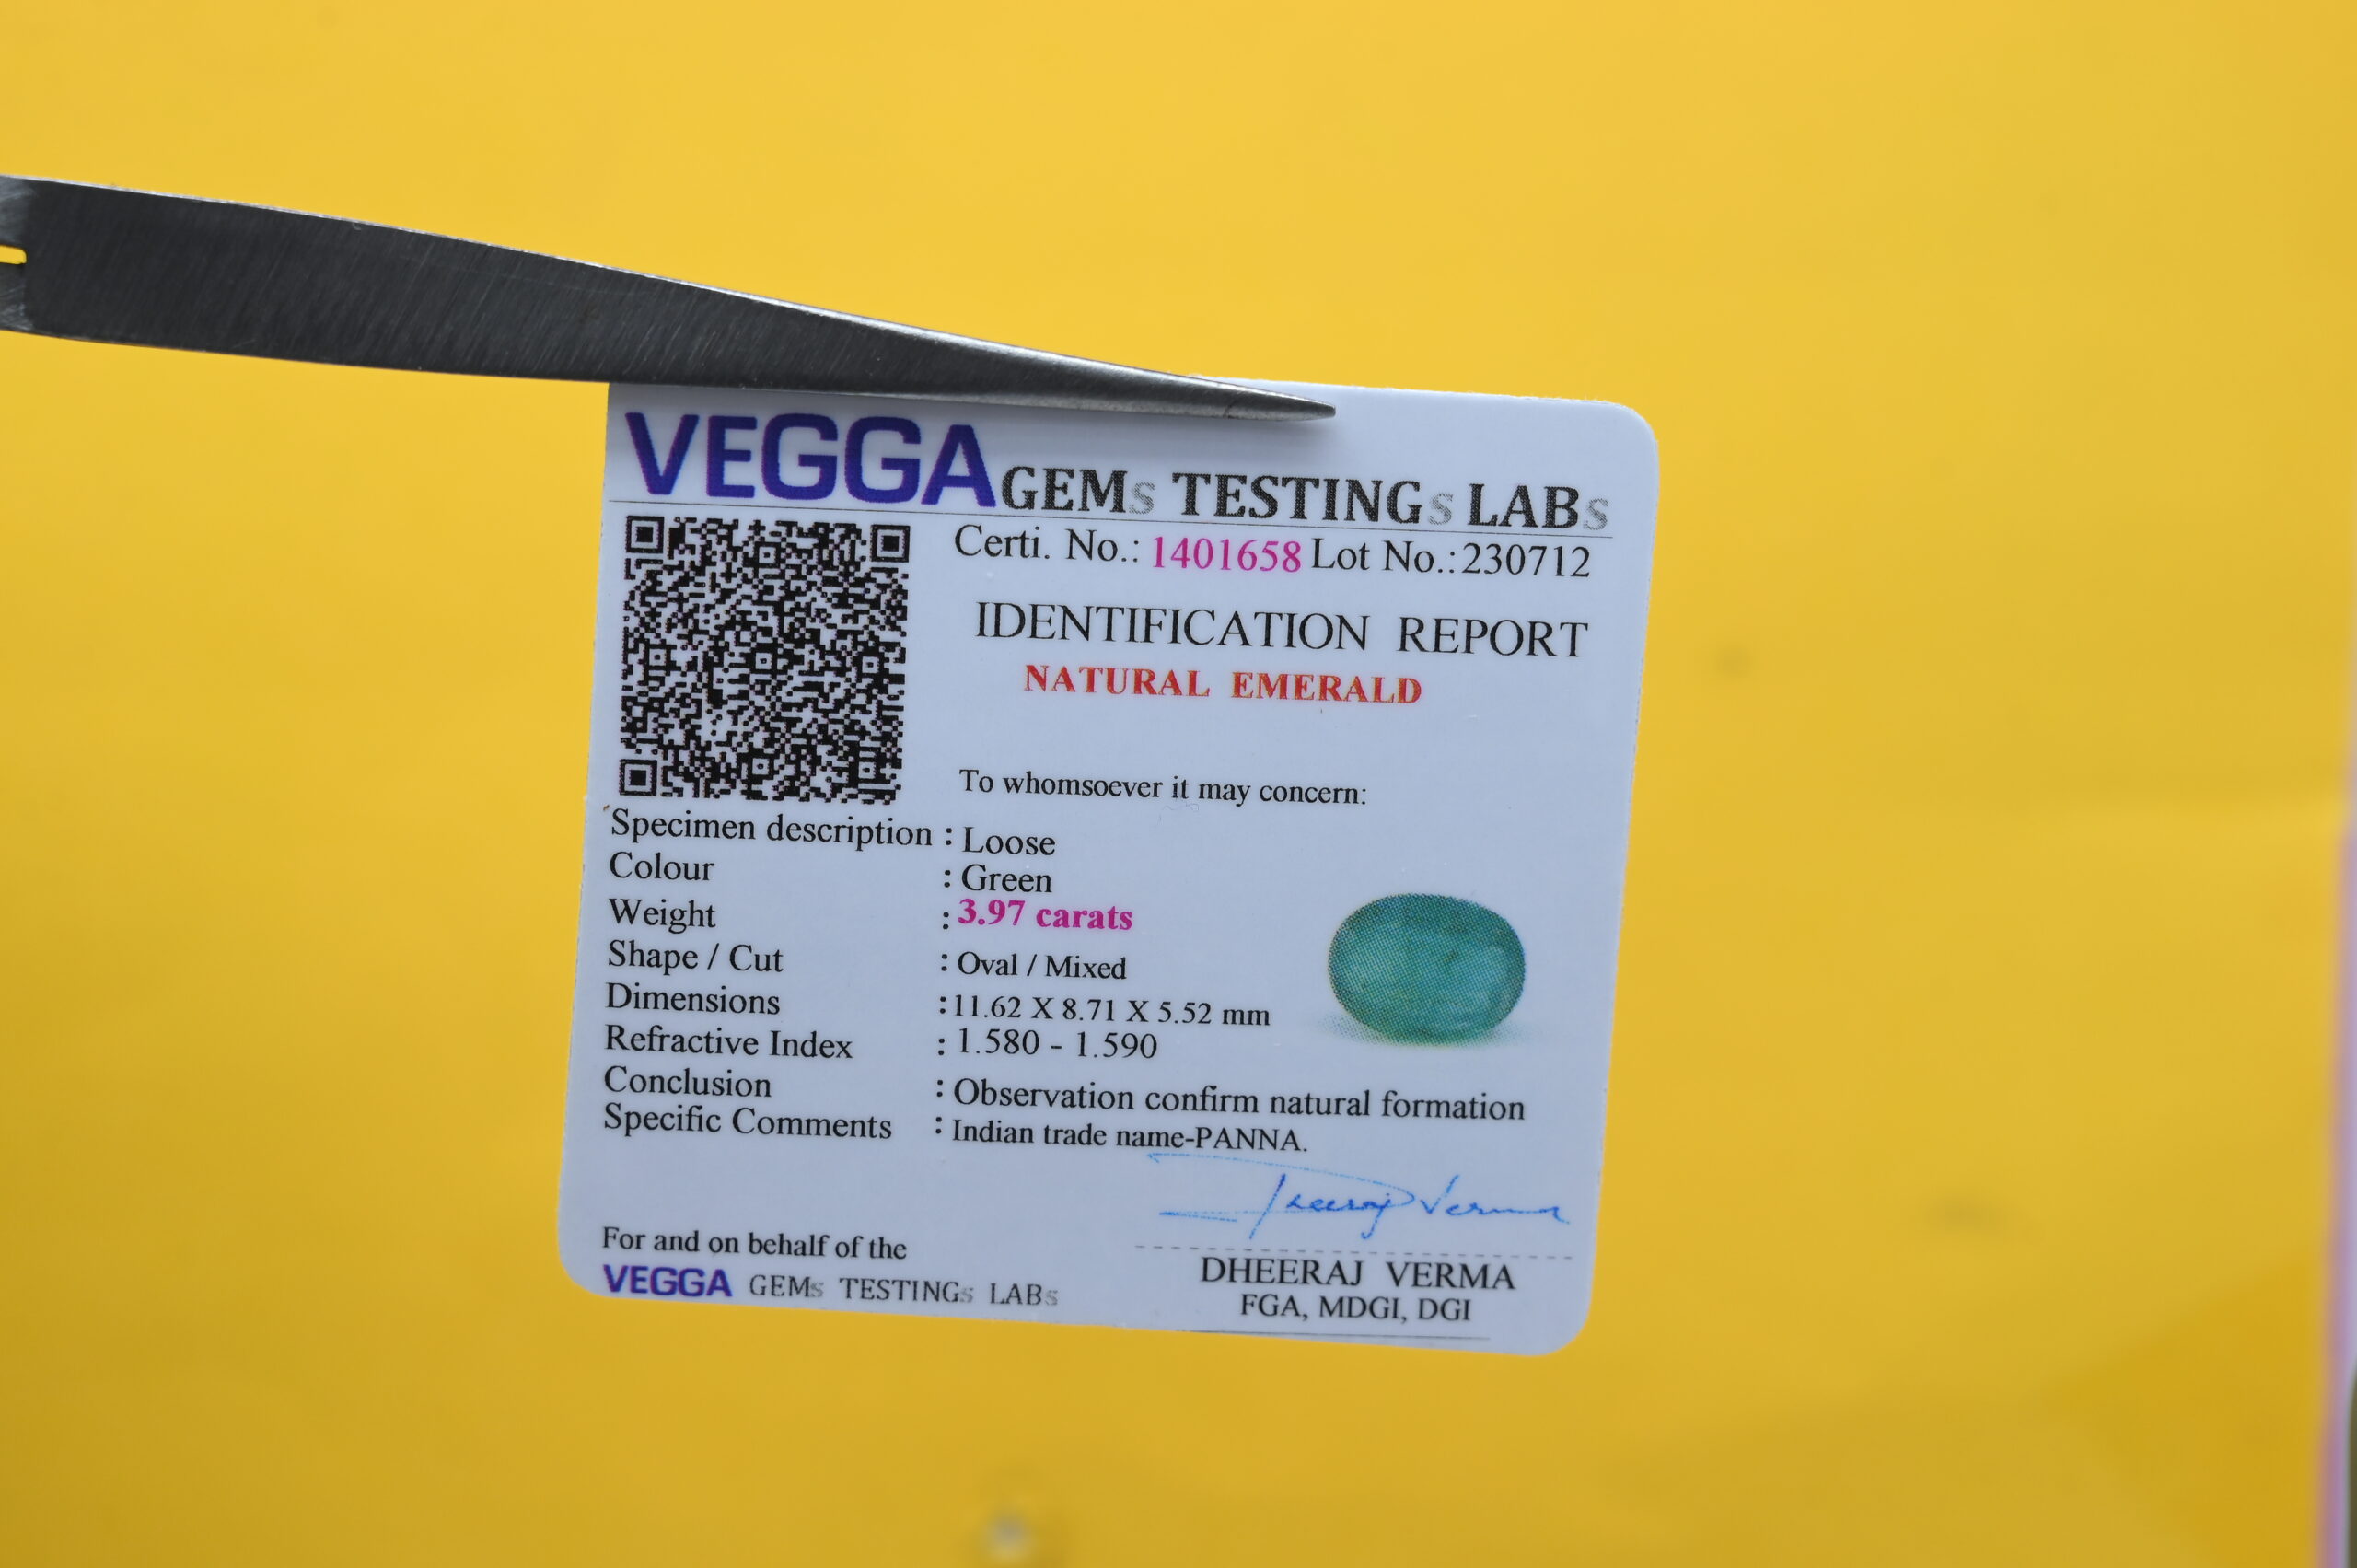 VEGGA GEMs TESTINGs LABs
Certi. No.: 1401658 Lot No.:230712
IDENTIFICATION REPORT
NATURAL EMERALD
To whomsoever it may concern:
Specimen description : Loose
Colour : Green
Weight : 3.97 carats
Shape / Cut : Oval / Mixed
Dimensions :11.62 X 8.71 X 5.52 mm
Refractive Index : 1.580 - 1.590
Conclusion : Observation confirm natural formation
Specific Comments : Indian trade name-PANNA.
Dheeraj Verma
For and on behalf of the
VEGGA GEMs TESTINGs LABs
DHEERAJ VERMA
FGA, MDGI, DGI